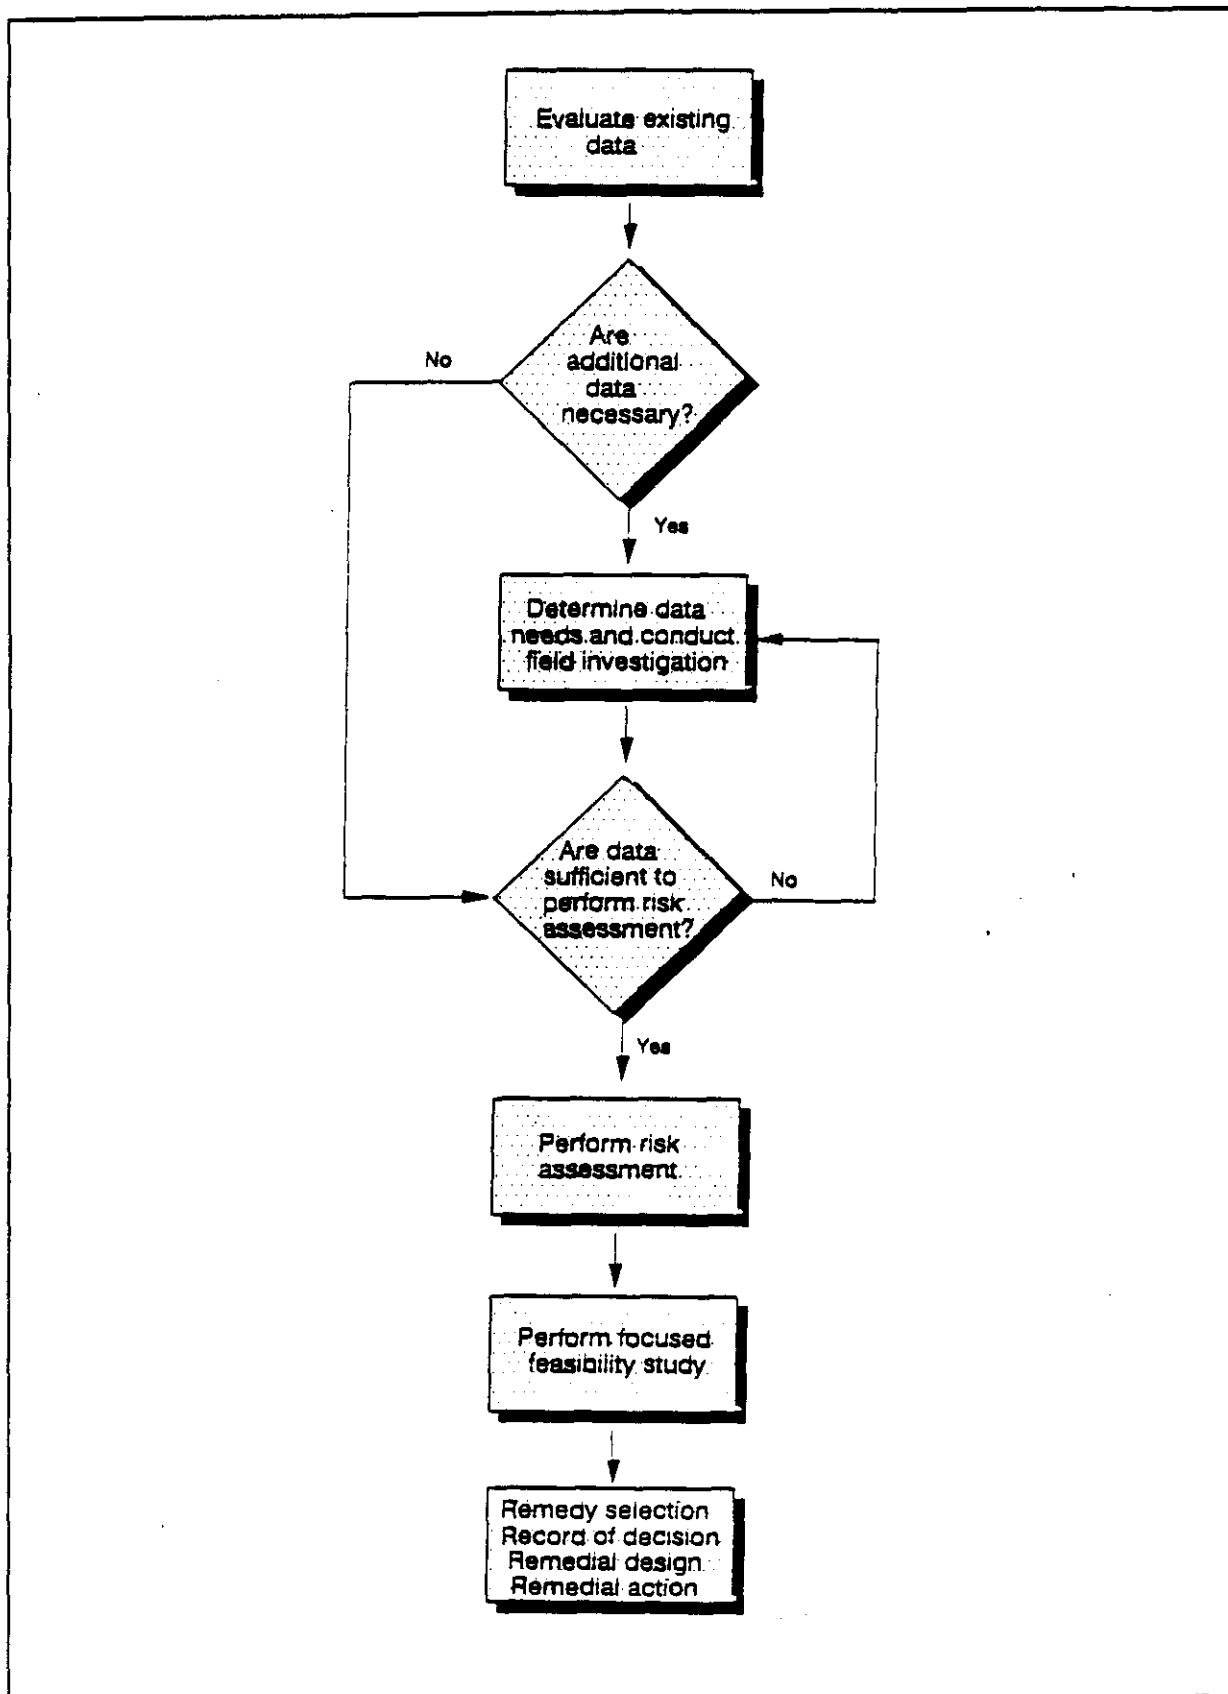 Evaluate existing
data
Are
additional
data
necessary?
No
Yes
Determine data
needs and conduct
field investigation
Are data
sufficient to
perform risk
assessment?
No
Yes
Perform risk
assessment
Perform focused
feasibility study
Remedy selection
Record of decision
Remedial design
Remedial action